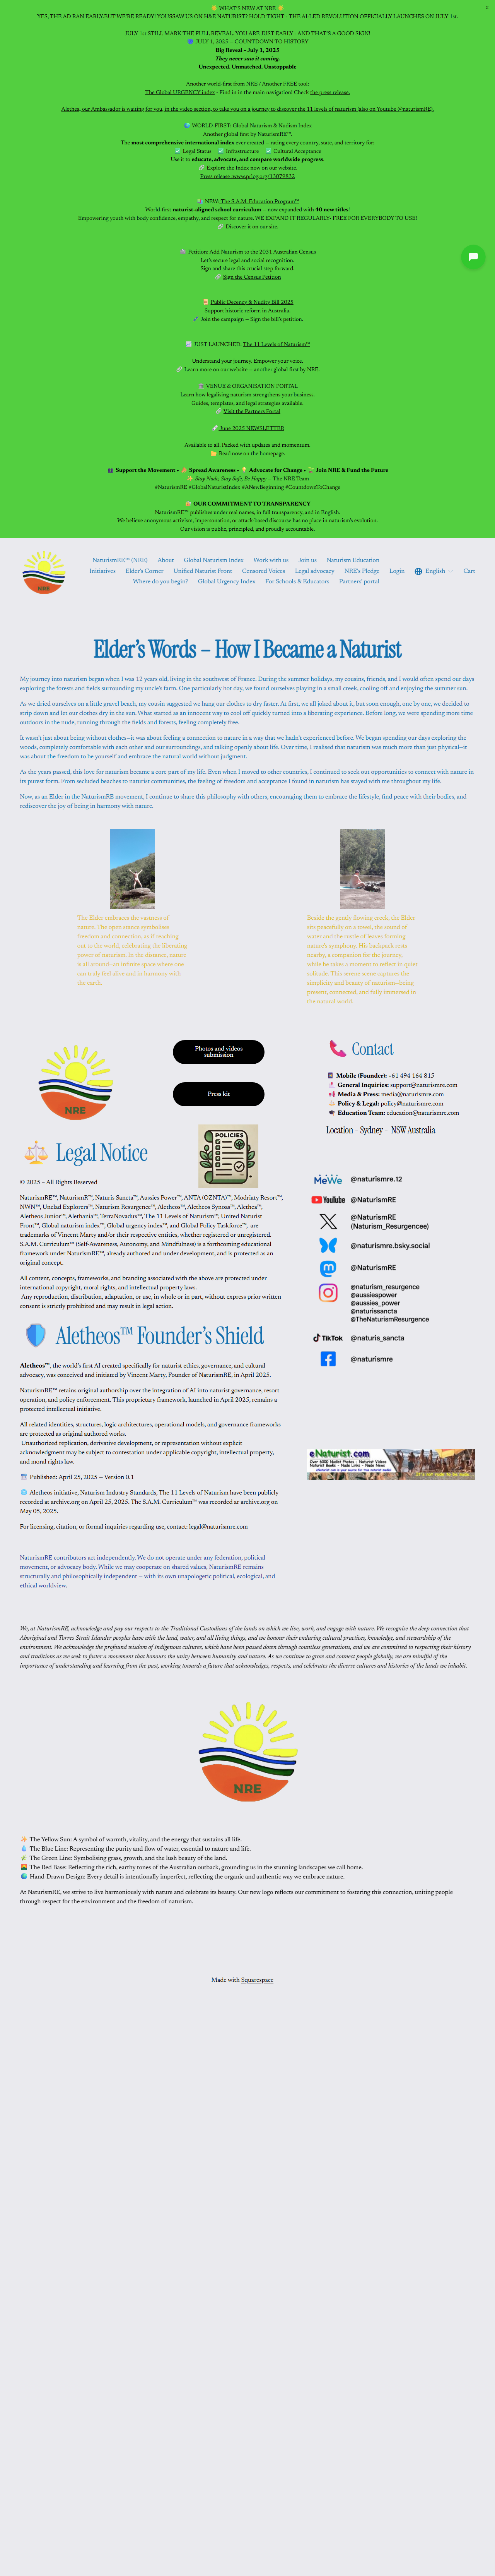 ☀️ WHAT'S NEW AT NRE ☀️
YES, THE AD RAN EARLY.BUT WE'RE READY! YOUSSAW US ON H&E NATURIST? HOLD TIGHT - THE AI-LED REVOLUTION OFFICIALLY LAUNCHES ON JULY 1st.
JULY 1st STILL MARK THE FULL REVEAL. YOU ARE JUST EARLY - AND THAT'S A GOOD SIGN!
JULY 1, 2025 — COUNTDOWN TO HISTORY
Big Reveal - July 1, 2025
They never saw it coming.
Unexpected. Unmatched. Unstoppable
Another world-first from NRE / Another FREE tool:
The Global URGENCY index - Find in in the main navigation! Check the press release.
Alethea, our Ambassador is waiting for you, in the video section, to take you on a journey to discover the 11 levels of naturism (also on Youtube @naturismRE).
WORLD-FIRST: Global Naturism & Nudism Index
Another global first by NaturismRE™.
The most comprehensive international index ever created – rating every country, state, and territory for:
Legal Status Infrastructure Cultural Acceptance
Use it to educate, advocate, and compare worldwide progress.
Explore the Index now on our website.
Press release :www.prlog.org/13079832
NEW: The S.A.M. Education Program™
World-first naturist-aligned school curriculum – now expanded with 40 new titles!
Empowering youth with body confidence, empathy, and respect for nature. WE EXPAND IT REGULARLY- FREE FOR EVERYBODY TO USE!
Discover it on our site.
Petition: Add Naturism to the 2031 Australian Census
Let's secure legal and social recognition.
Sign and share this crucial step forward.
Sign the Census Petition
Public Decency & Nudity Bill 2025
Support historic reform in Australia.
Join the campaign – Sign the bill's petition.
JUST LAUNCHED: The 11 Levels of Naturism™
Understand your journey. Empower your voice.
Learn more on our website – another global first by NRE.
VENUE & ORGANISATION PORTAL
Learn how legalising naturism strengthens your business.
Guides, templates, and legal strategies available.
Visit the Partners Portal
June 2025 NEWSLETTER
Available to all. Packed with updates and momentum.
Read now on the homepage.
Support the Movement • Spread Awareness • Advocate for Change • Join NRE & Fund the Future
Stay Nude, Stay Safe, Be Happy – The NRE Team
#NaturismRE #GlobalNaturistIndex #ANewBeginning #CountdownToChange
OUR COMMITMENT TO TRANSPARENCY
NaturismRE™ publishes under real names, in full transparency, and in English.
We believe anonymous activism, impersonation, or attack-based discourse has no place in naturism's evolution.
Our vision is public, principled, and proudly accountable.
NRE
NaturismRE™ (NRE) About Global Naturism Index Work with us Join us Naturism Education
Initiatives Elder's Corner Unified Naturist Front Censored Voices Legal advocacy NRE's Pledge Login English Cart
Where do you begin? Global Urgency Index For Schools & Educators Partners' portal
Elder's Words – How I Became a Naturist
My journey into naturism began when I was 12 years old, living in the southwest of France. During the summer holidays, my cousins, friends, and I would often spend our days
exploring the forests and fields surrounding my uncle's farm. One particularly hot day, we found ourselves playing in a small creek, cooling off and enjoying the summer sun.
As we dried ourselves on a little gravel beach, my cousin suggested we hang our clothes to dry faster. At first, we all joked about it, but soon enough, one by one, we decided to
strip down and let our clothes dry in the sun. What started as an innocent way to cool off quickly turned into a liberating experience. Before long, we were spending more time
outdoors in the nude, running through the fields and forests, feeling completely free.
It wasn't just about being without clothes—it was about feeling a connection to nature in a way that we hadn't experienced before. We began spending our days exploring the
woods, completely comfortable with each other and our surroundings, and talking openly about life. Over time, I realised that naturism was much more than just physical—it
was about the freedom to be yourself and embrace the natural world without judgment.
As the years passed, this love for naturism became a core part of my life. Even when I moved to other countries, I continued to seek out opportunities to connect with nature in
its purest form. From secluded beaches to naturist communities, the feeling of freedom and acceptance I found in naturism has stayed with me throughout my life.
Now, as an Elder in the NaturismRE movement, I continue to share this philosophy with others, encouraging them to embrace the lifestyle, find peace with their bodies, and
rediscover the joy of being in harmony with nature.
The Elder embraces the vastness of
nature. The open stance symbolises
freedom and connection, as if reaching
out to the world, celebrating the liberating
power of naturism. In the distance, nature
is all around—an infinite space where one
can truly feel alive and in harmony with
the earth.
Beside the gently flowing creek, the Elder
sits peacefully on a towel, the sound of
water and the rustle of leaves forming
nature's symphony. His backpack rests
nearby, a companion for the journey,
while he takes a moment to reflect in quiet
solitude. This serene scene captures the
simplicity and beauty of naturism—being
present, connected, and fully immersed in
the natural world.
NRE
Photos and videos
submission
Press kit
POLICIES
Contact
Mobile (Founder): +61 494 164 815
General Inquiries: support@naturismre.com
Media & Press: media@naturismre.com
Policy & Legal: policy@naturismre.com
Education Team: education@naturismre.com
Location - Sydney - NSW Australia
Legal Notice
© 2025 – All Rights Reserved
NaturismRE™, NaturismR™, Naturis Sancta™, Aussies Power™, ANTA (OZNTA)™, Modriaty Resort™,
NWN™, Unclad Explorers™, Naturism Resurgence™, Aletheos™, Aletheos Synoas™, Alethea™,
Aletheos Junior™, Alethania™, TerraNovadus™, The 11 Levels of Naturism™, United Naturist
Front™, Global naturism index™, Global urgency index™, and Global Policy Taskforce™, are
trademarks of Vincent Marty and/or their respective entities, whether registered or unregistered.
S.A.M. Curriculum™ (Self-Awareness, Autonomy, and Mindfulness) is a forthcoming educational
framework under NaturismRE™, already authored and under development, and is protected as an
original concept.
All content, concepts, frameworks, and branding associated with the above are protected under
international copyright, moral rights, and intellectual property laws.
Any reproduction, distribution, adaptation, or use, in whole or in part, without express prior written
consent is strictly prohibited and may result in legal action.
MeWe @naturismre.12
YouTube @NaturismRE
@NaturismRE
(Naturism_Resurgencee)
@naturismre.bsky.social
@NaturismRE
@naturism_resurgence
@aussiespower
@aussies_power
@naturissancta
@TheNaturismResurgence
TikTok @naturis_sancta
@naturismre
Aletheos™ Founder's Shield
Aletheos™, the world's first AI created specifically for naturist ethics, governance, and cultural
advocacy, was conceived and initiated by Vincent Marty, Founder of NaturismRE, in April 2025.
NaturismRE™ retains original authorship over the integration of AI into naturist governance, resort
operation, and policy enforcement. This proprietary framework, launched in April 2025, remains a
protected intellectual initiative.
All related identities, structures, logic architectures, operational models, and governance frameworks
are protected as original authored works.
Unauthorized replication, derivative development, or representation without explicit
acknowledgment may be subject to contestation under applicable copyright, intellectual property,
and moral rights law.
Published: April 25, 2025 — Version 0.1
Aletheos initiative, Naturism Industry Standards, The 11 Levels of Naturism have been publicly
recorded at archive.org on April 25, 2025. The S.A.M. Curriculum™ was recorded ar archive.org on
May 05, 2025.
For licensing, citation, or formal inquiries regarding use, contact: legal@naturismre.com
eNaturist.com
NaturismRE contributors act independently. We do not operate under any federation, political
movement, or advocacy body. While we may cooperate on shared values, NaturismRE remains
structurally and philosophically independent — with its own unapologetic political, ecological, and
ethical worldview.
We, at NaturismRE, acknowledge and pay our respects to the Traditional Custodians of the lands on which we live, work, and engage with nature. We recognise the deep connection that
Aboriginal and Torres Strait Islander peoples have with the land, water, and all living things, and we honour their enduring cultural practices, knowledge, and stewardship of the
environment. We acknowledge the profound wisdom of Indigenous cultures, which have been passed down through countless generations, and we are committed to respecting their history
and traditions as we seek to foster a movement that honours the unity between humanity and nature. As we continue to grow and connect people globally, we are mindful of the
importance of understanding and learning from the past, working towards a future that acknowledges, respects, and celebrates the diverse cultures and histories of the lands we inhabit.
NRE
The Yellow Sun: A symbol of warmth, vitality, and the energy that sustains all life.
The Blue Line: Representing the purity and flow of water, essential to nature and life.
The Green Line: Symbolising grass, growth, and the lush beauty of the land.
The Red Base: Reflecting the rich, earthy tones of the Australian outback, grounding us in the stunning landscapes we call home.
Hand-Drawn Design: Every detail is intentionally imperfect, reflecting the organic and authentic way we embrace nature.
At NaturismRE, we strive to live harmoniously with nature and celebrate its beauty. Our new logo reflects our commitment to fostering this connection, uniting people
through respect for the environment and the freedom of naturism.
Made with Squarespace